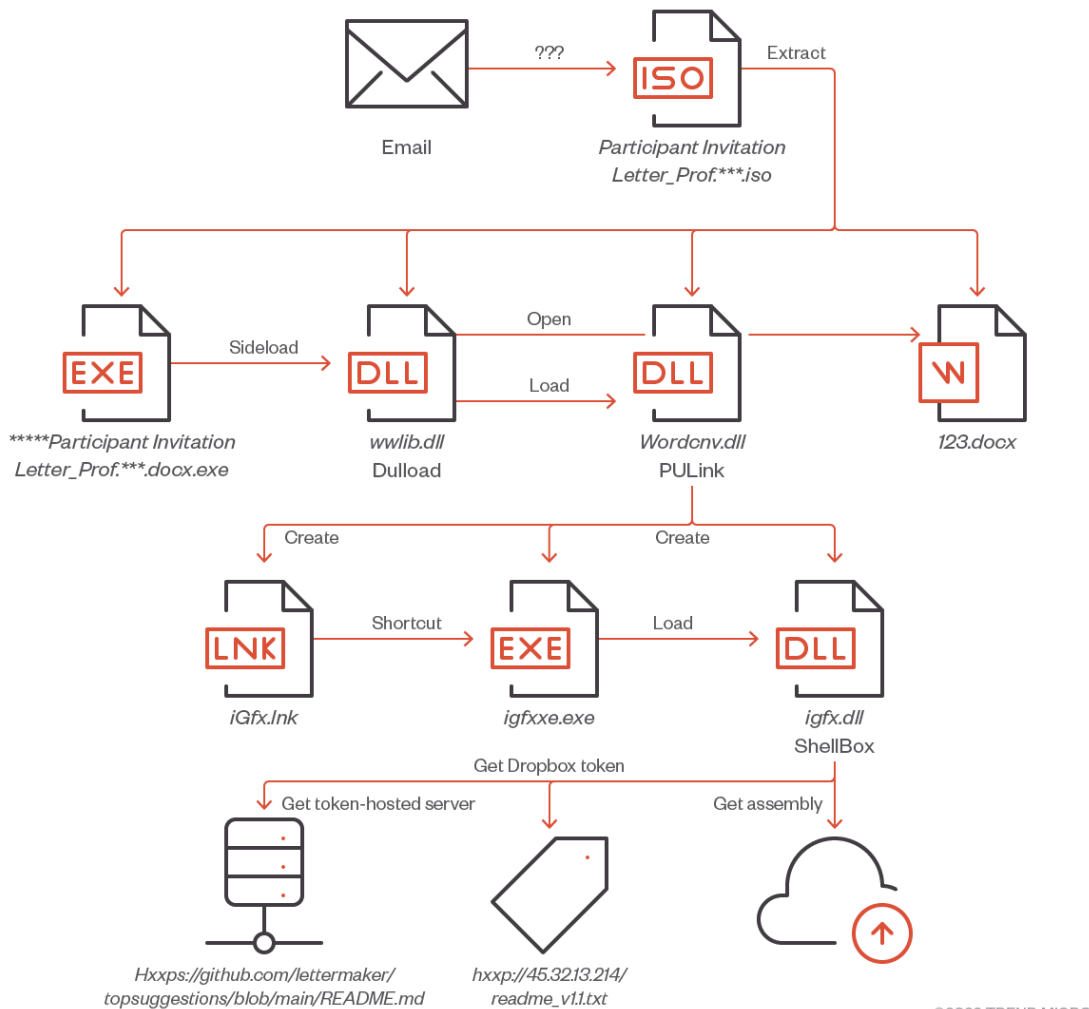 ???
Extract
ISO
Email
Participant Invitation
Letter_Prof.***.iso
Open
Sideload
EXE
DLL
DLL
W
Load
*****Participant Invitation
Letter_Prof.***.docx.exe
wwlib.dll
Dulload
Wordcnv.dll
PULink
123.docx
Create
Create
Shortcut
Load
LNK
EXE
DLL
iGfx.lnk
igfxxe.exe
igfx.dll
ShellBox
Get Dropbox token
Get token-hosted server
Get assembly
Hxxps://github.com/lettermaker/
topsuggestions/blob/main/README.md
hxxp://45.32.13.214/
readme_v1.1.txt